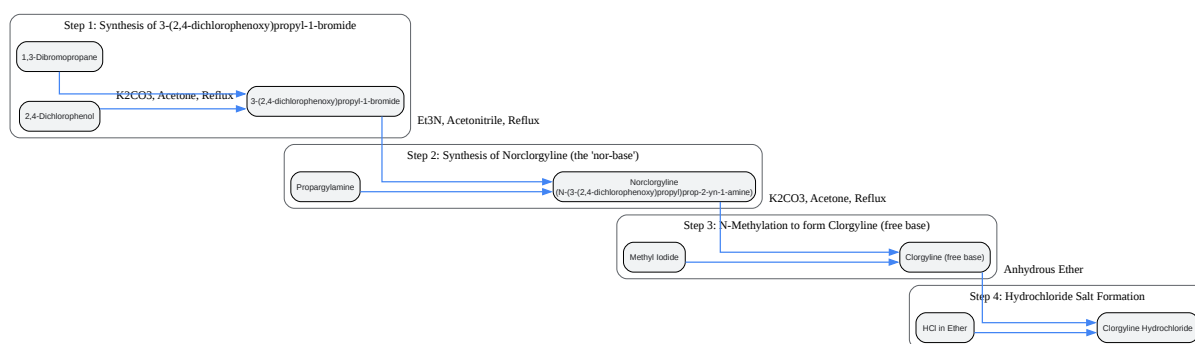 Step 1: Synthesis of 3-(2,4-dichlorophenoxy)propyl-1-bromide
1,3-Dibromopropane
K2CO3, Acetone, Reflux
3-(2,4-dichlorophenoxy)propyl-1-bromide
2,4-Dichlorophenol
Et3N, Acetonitrile, Reflux
Step 2: Synthesis of Norclorgyline (the 'nor-base')
Propargylamine
Norclorgyline
(N-(3-(2,4-dichlorophenoxy)propyl)prop-2-yn-1-amine)
K2CO3, Acetone, Reflux
Step 3: N-Methylation to form Clorgyline (free base)
Methyl Iodide
Clorgyline (free base)
Anhydrous Ether
Step 4: Hydrochloride Salt Formation
HCl in Ether
Clorgyline Hydrochloride